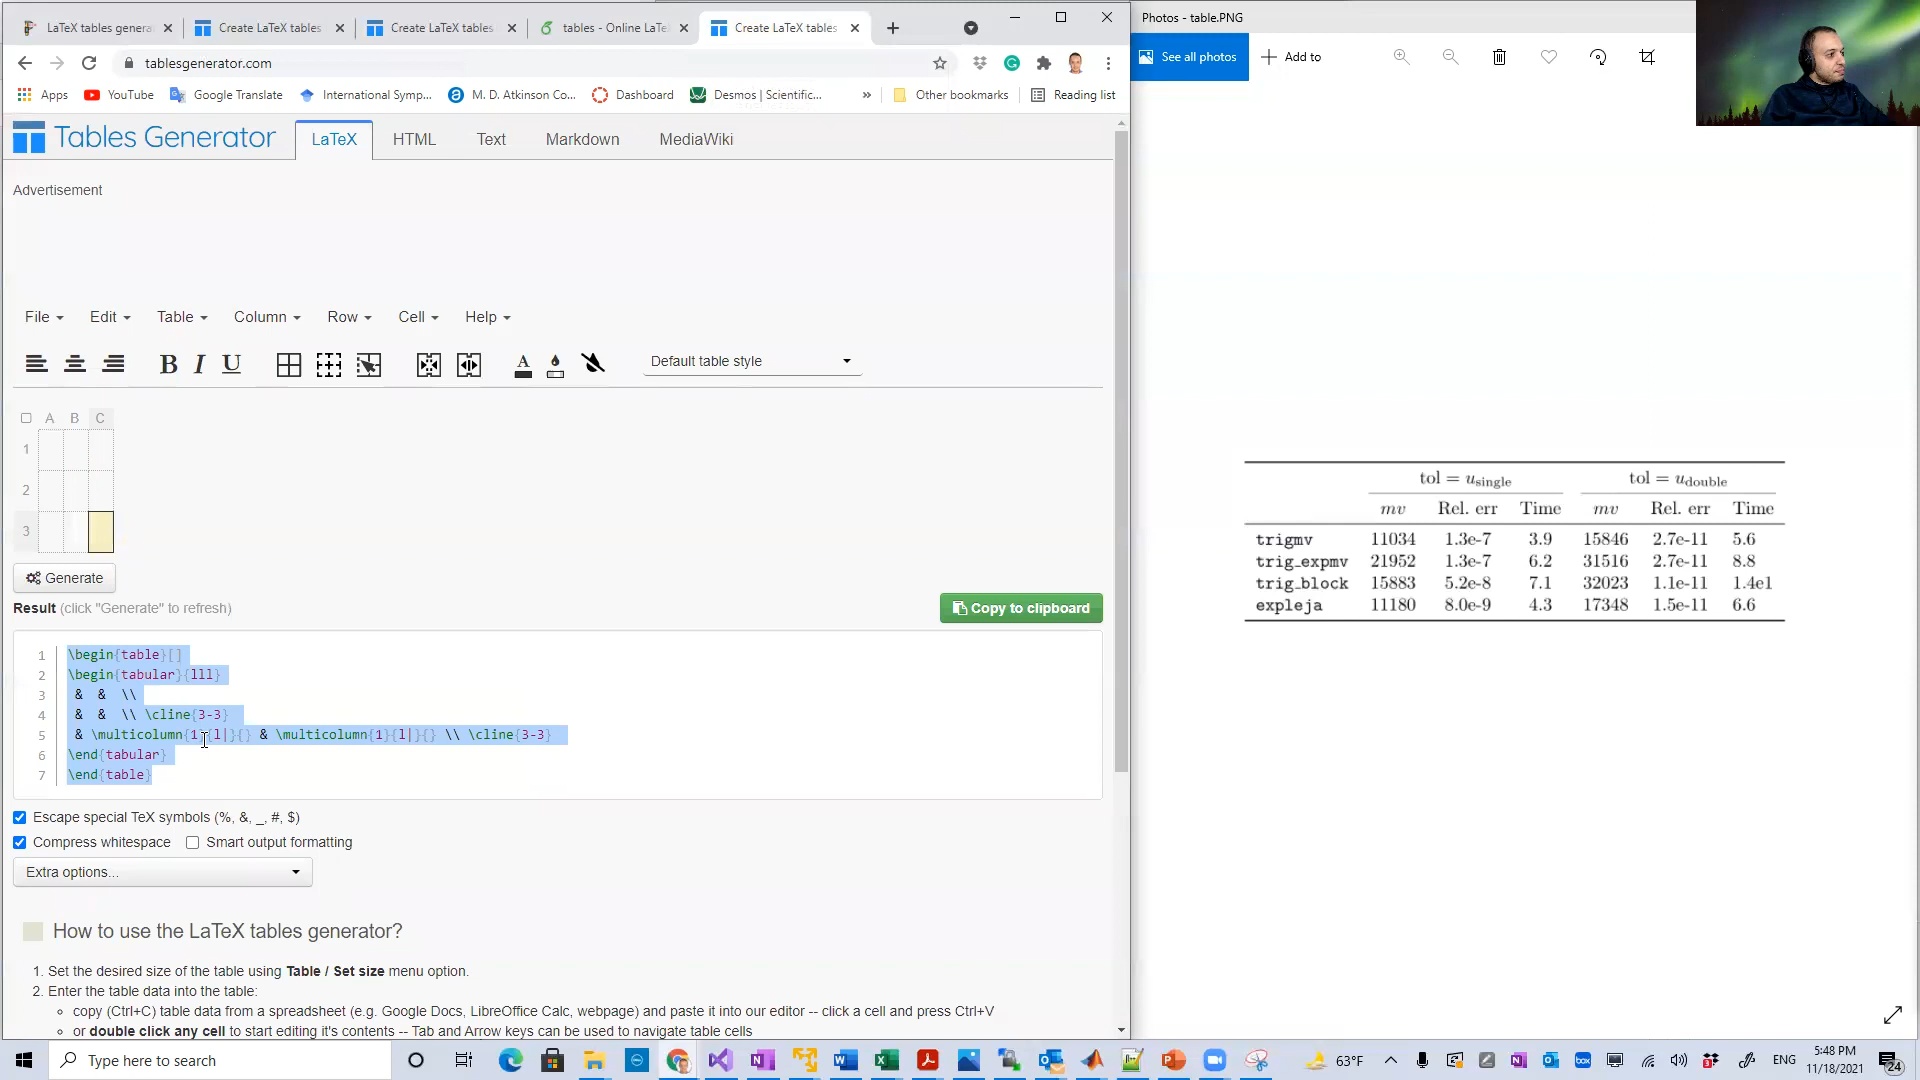 LaTeX tables genera
Create LaTeX tables
Create LaTeX tables
tables - Online LaTe
Create LaTeX tables
Photos - table.PNG
tablesgenerator.com
See all photos
Add to
Apps
YouTube
Google Translate
International Symp...
M. D. Atkinson Co...
Dashboard
Desmos | Scientific...
»
Other bookmarks
Reading list
Tables Generator
LaTeX
HTML
Text
Markdown
MediaWiki
Advertisement
File
Edit
Table
Column
Row
Cell
Help
B I U
A
Default table style
A B C
1
2
3
Generate
Result (click "Generate" to refresh)
Copy to clipboard
1 \begin{table}[]
2 \begin{tabular}{lll}
3 & & \\
4 & & \\ \cline{3-3}
5 & \multicolumn{1}{l|}{} & \multicolumn{1}{l|}{} \\ \cline{3-3}
6 \end{tabular}
7 \end{table}
Escape special TeX symbols (%, &, _, #, $)
Compress whitespace
Smart output formatting
Extra options...
How to use the LaTeX tables generator?
1. Set the desired size of the table using Table / Set size menu option.
2. Enter the table data into the table:
copy (Ctrl+C) table data from a spreadsheet (e.g. Google Docs, LibreOffice Calc, webpage) and paste it into our editor -- click a cell and press Ctrl+V
or double click any cell to start editing it's contents -- Tab and Arrow keys can be used to navigate table cells
tol = u_single tol = u_double
mv Rel. err Time mv Rel. err Time
trigmv 11034 1.3e-7 3.9 15846 2.7e-11 5.6
trig_expmv 21952 1.3e-7 6.2 31516 2.7e-11 8.8
trig_block 15883 5.2e-8 7.1 32023 1.1e-11 1.4e1
expleja 11180 8.0e-9 4.3 17348 1.5e-11 6.6
Type here to search
63°F
ENG
5:48 PM
11/18/2021
24